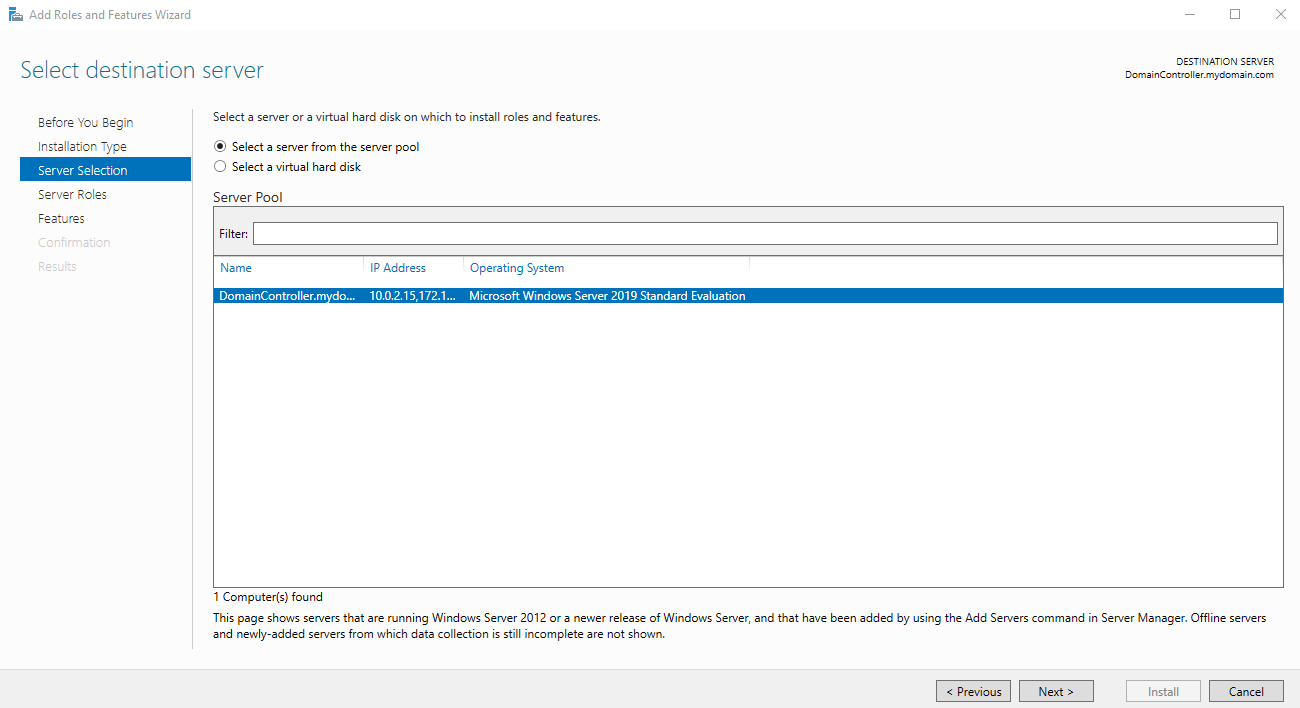 Add Roles and Features Wizard
Select destination server
DESTINATION SERVER
DomainController.mydomain.com
Before You Begin
Installation Type
Server Selection
Server Roles
Features
Confirmation
Results
Select a server or a virtual hard disk on which to install roles and features.
Select a server from the server pool
Select a virtual hard disk
Server Pool
Filter:
Name IP Address Operating System
DomainController.mydo... 10.0.2.15,172.1... Microsoft Windows Server 2019 Standard Evaluation
1 Computer(s) found
This page shows servers that are running Windows Server 2012 or a newer release of Windows Server, and that have been added by using the Add Servers command in Server Manager. Offline servers
and newly-added servers from which data collection is still incomplete are not shown.
< Previous Next > Install Cancel